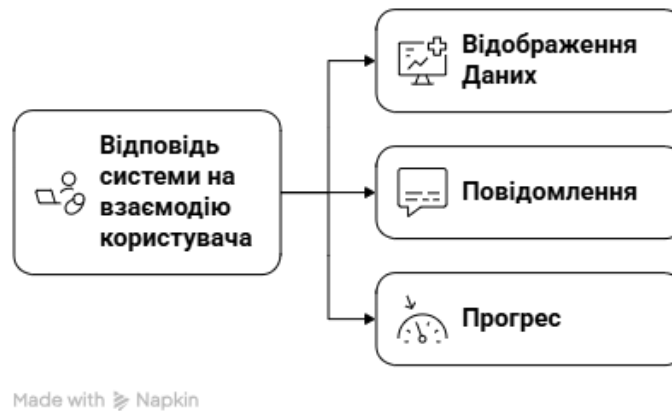 Відповідь
системи на
взаємодію
користувача
Відображення
Даних
Повідомлення
Прогрес
Made with Napkin